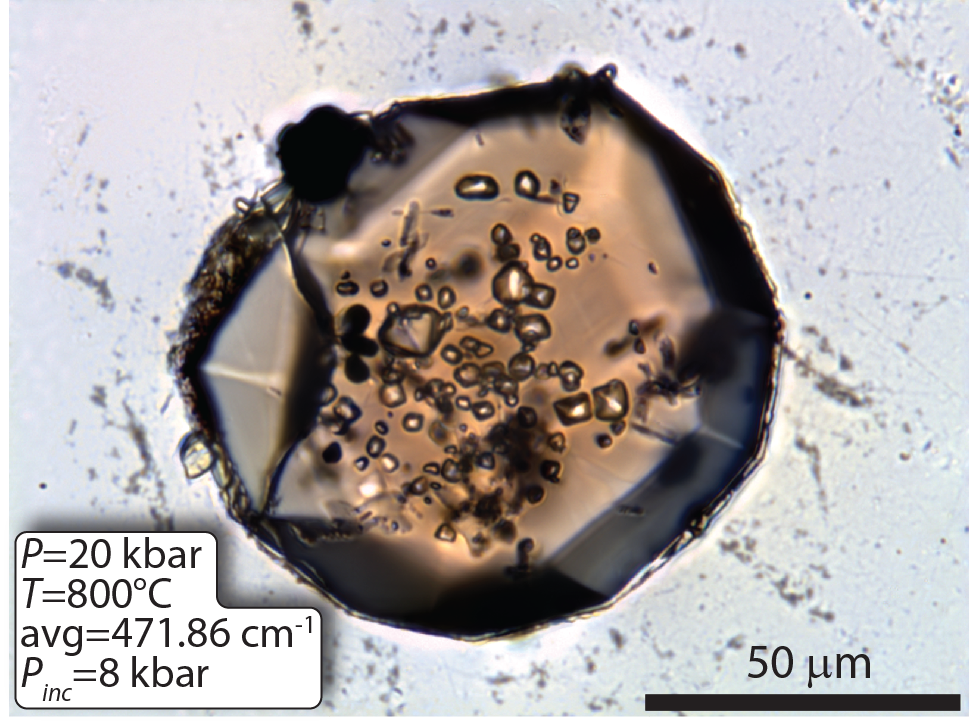 P=20 kbar
T=800°C
avg=471.86 cm⁻¹
Pinc=8 kbar
50 μm